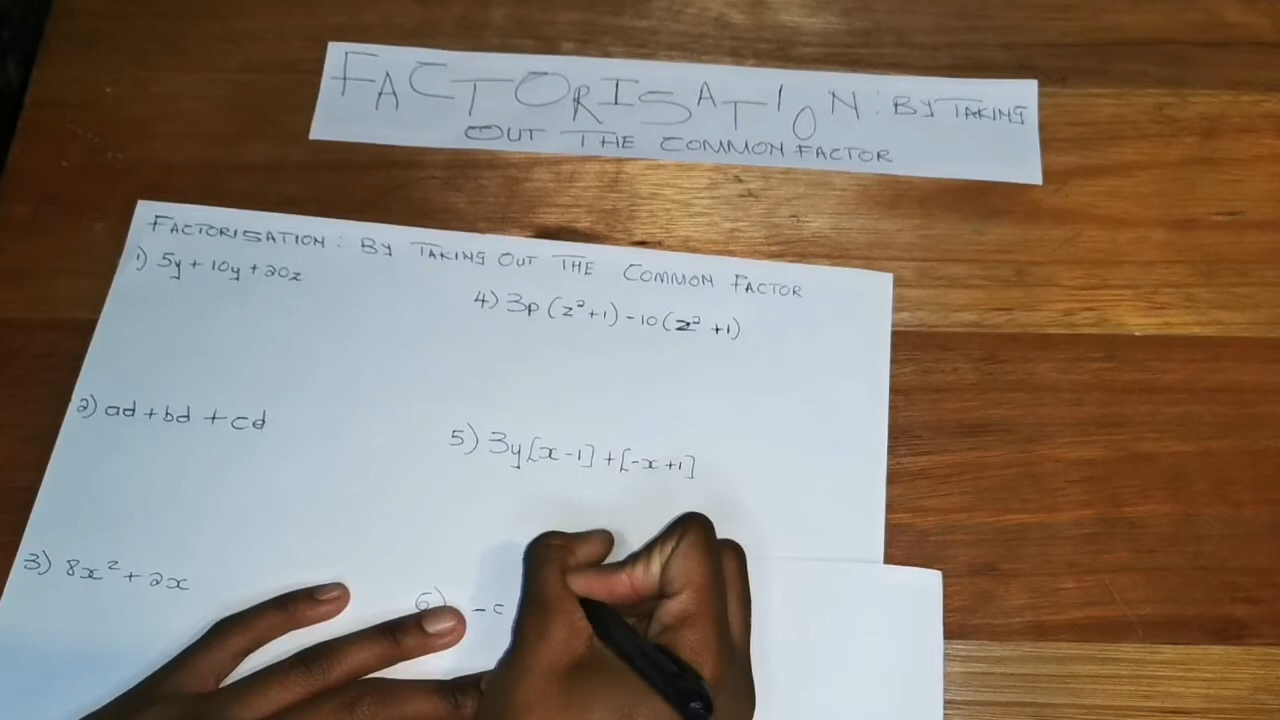 FACTORISATION: BY TAKING
OUT THE COMMON FACTOR
FACTORISATION: BY TAKING OUT THE COMMON FACTOR
1) 5y + 10y + 20z
2) ad + bd + cd
3) 8x² + 2x
4) 3p (z² + 1) - 10 (z² + 1)
5) 3y [x - 1] + [-x + 1]
6) - c